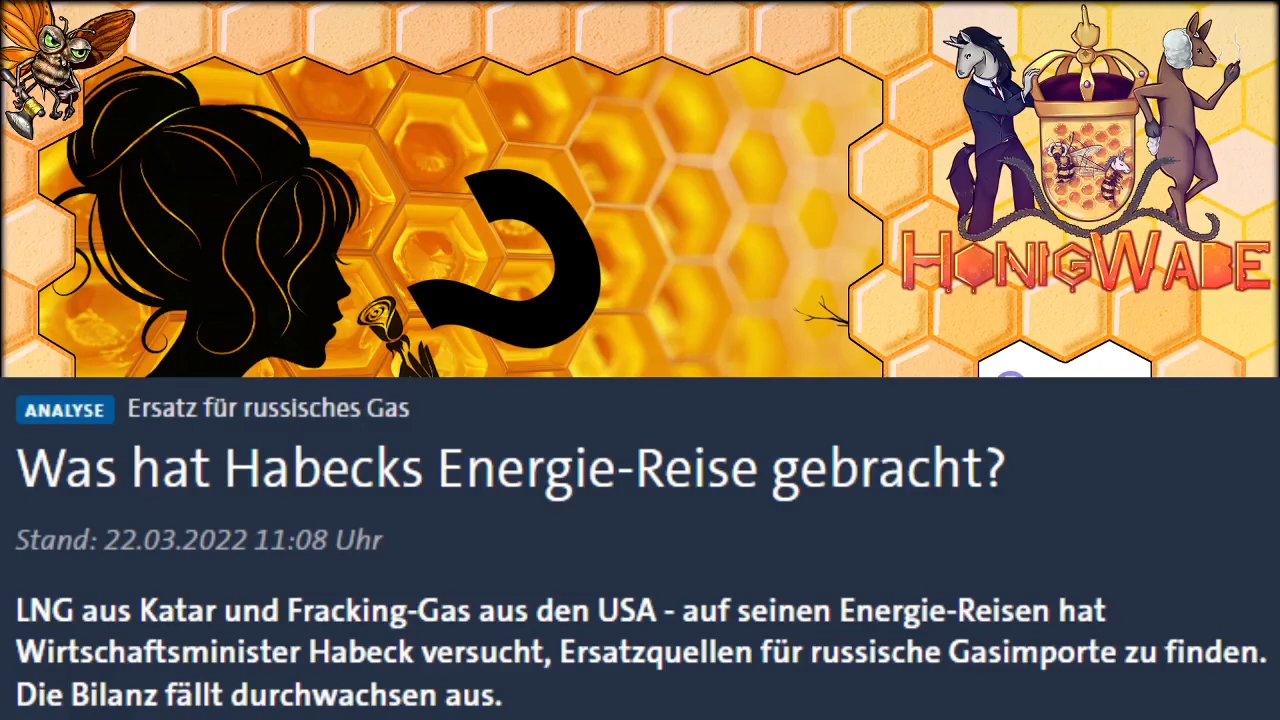 HONIGWABE
ANALYSE Ersatz für russisches Gas
Was hat Habecks Energie-Reise gebracht?
Stand: 22.03.2022 11:08 Uhr
LNG aus Katar und Fracking-Gas aus den USA - auf seinen Energie-Reisen hat
Wirtschaftsminister Habeck versucht, Ersatzquellen für russische Gasimporte zu finden.
Die Bilanz fällt durchwachsen aus.